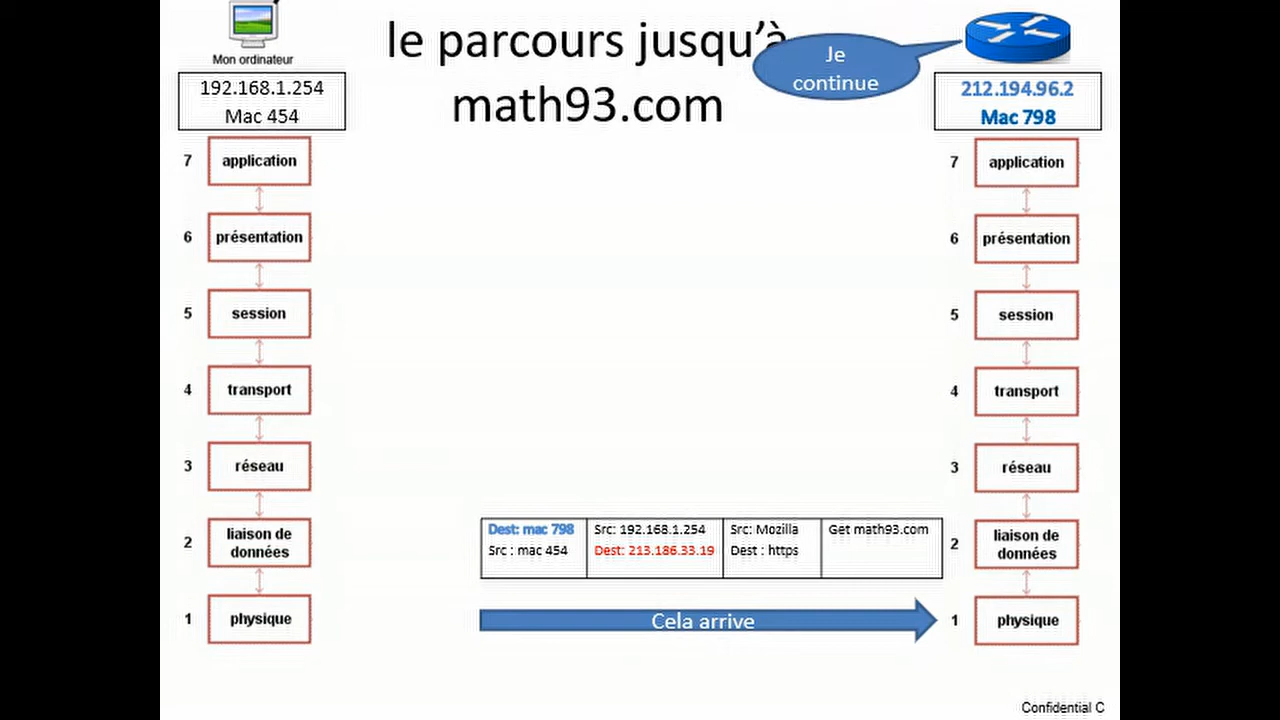 le parcours jusqu'à
math93.com
Je
continue
Mon ordinateur
192.168.1.254
Mac 454
212.194.96.2
Mac 798
7 application
6 présentation
5 session
4 transport
3 réseau
2 liaison de
données
1 physique
7 application
6 présentation
5 session
4 transport
3 réseau
2 liaison de
données
1 physique
Dest: mac 798
Src : mac 454
Src: 192.168.1.254
Dest: 213.186.33.19
Src: Mozilla
Dest : https
Get math93.com
Cela arrive
Confidential C